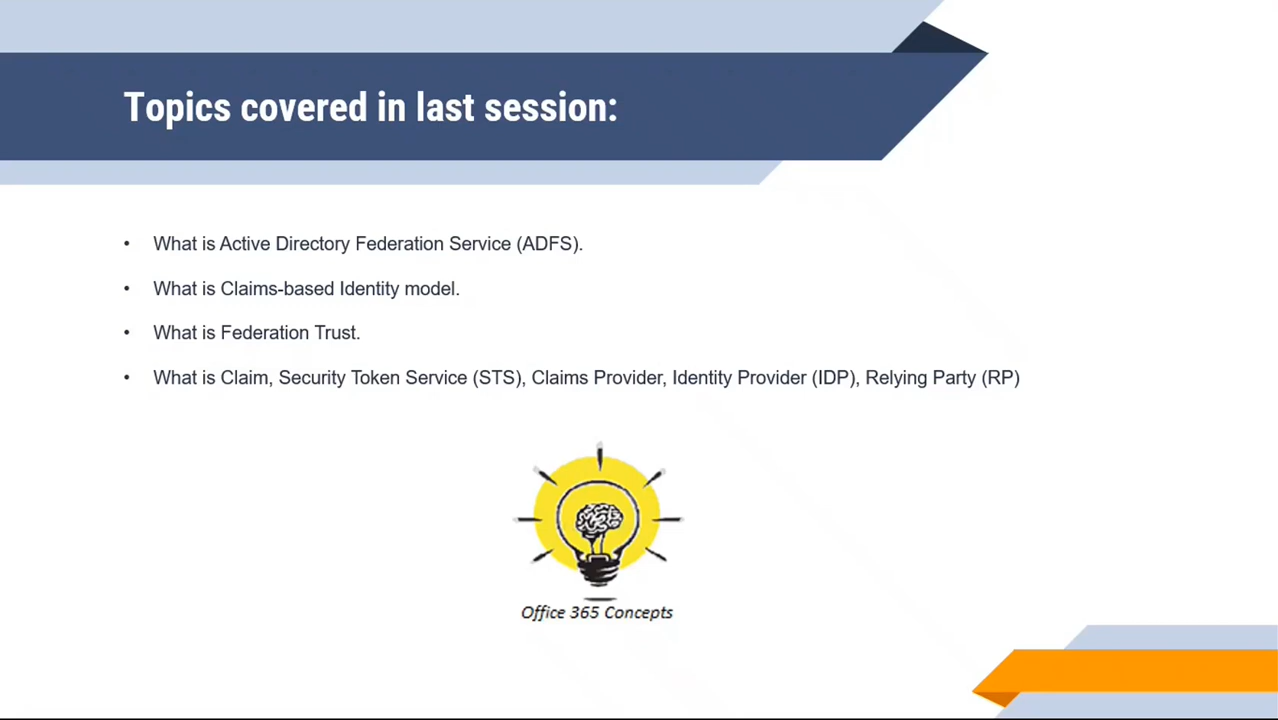 Topics covered in last session:
• What is Active Directory Federation Service (ADFS).
• What is Claims-based Identity model.
• What is Federation Trust.
• What is Claim, Security Token Service (STS), Claims Provider, Identity Provider (IDP), Relying Party (RP)
Office 365 Concepts